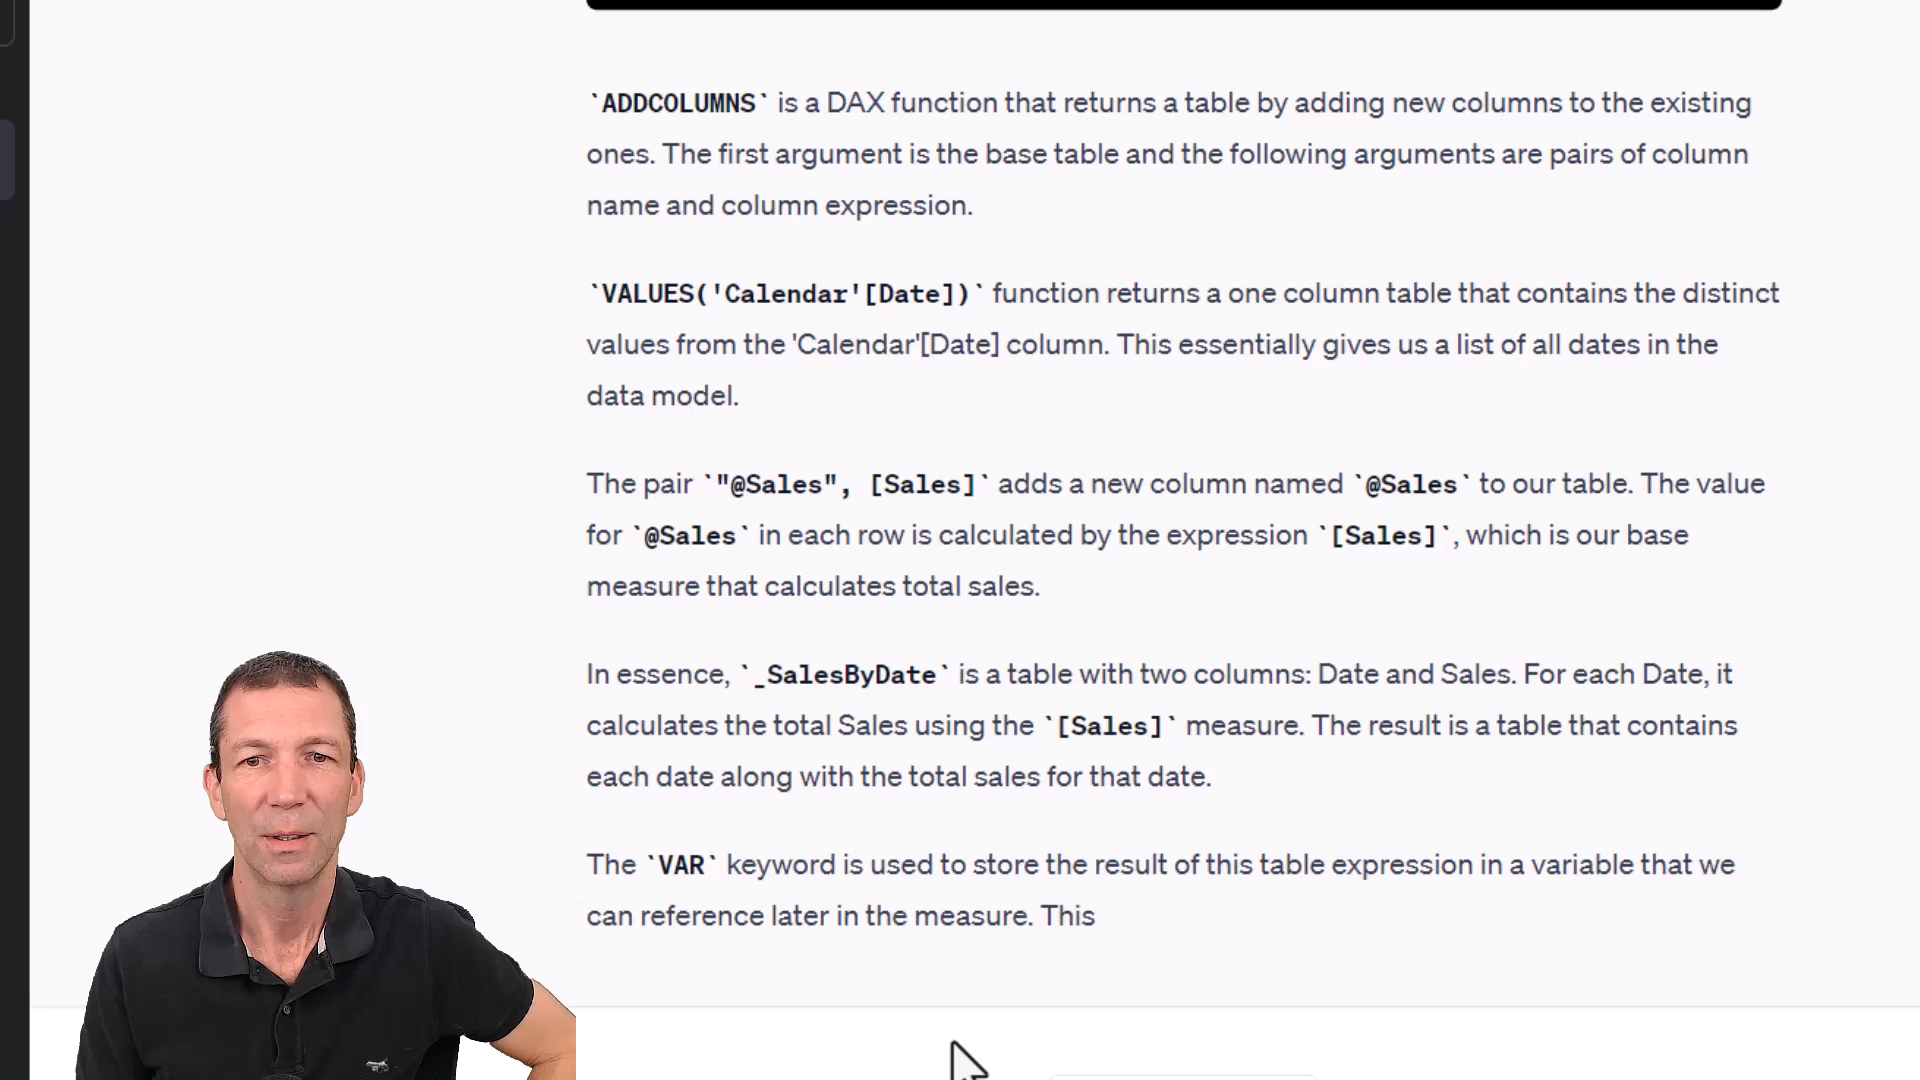 `ADDCOLUMNS` is a DAX function that returns a table by adding new columns to the existing
ones. The first argument is the base table and the following arguments are pairs of column
name and column expression.
`VALUES('Calendar'[Date])` function returns a one column table that contains the distinct
values from the 'Calendar'[Date] column. This essentially gives us a list of all dates in the
data model.
The pair `"@Sales", [Sales]` adds a new column named `@Sales` to our table. The value
for `@Sales` in each row is calculated by the expression `[Sales]`, which is our base
measure that calculates total sales.
In essence, `_SalesByDate` is a table with two columns: Date and Sales. For each Date, it
calculates the total Sales using the `[Sales]` measure. The result is a table that contains
each date along with the total sales for that date.
The `VAR` keyword is used to store the result of this table expression in a variable that we
can reference later in the measure. This